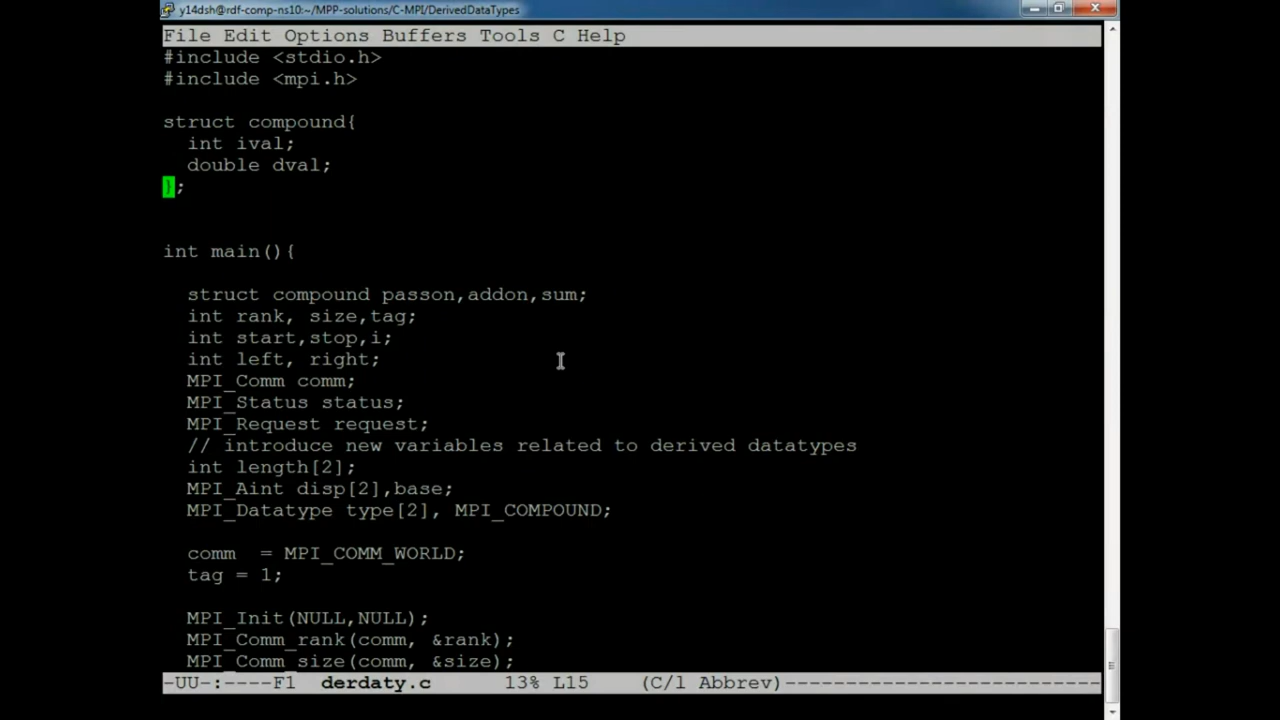 y14dsh@rdf-comp-ns10:~/MPP-solutions/C-MPI/DerivedDataTypes
File Edit Options Buffers Tools C Help
#include <stdio.h>
#include <mpi.h>
struct compound{
int ival;
double dval;
};
int main(){
struct compound passon,addon,sum;
int rank, size,tag;
int start,stop,i;
int left, right;
MPI_Comm comm;
MPI_Status status;
MPI_Request request;
// introduce new variables related to derived datatypes
int length[2];
MPI_Aint disp[2],base;
MPI_Datatype type[2], MPI_COMPOUND;
comm  = MPI_COMM_WORLD;
tag = 1;
MPI_Init(NULL,NULL);
MPI_Comm_rank(comm, &rank);
MPI_Comm_size(comm, &size);
-UU-:----F1  derdaty.c      13% L15    (C/l Abbrev)--------------------------